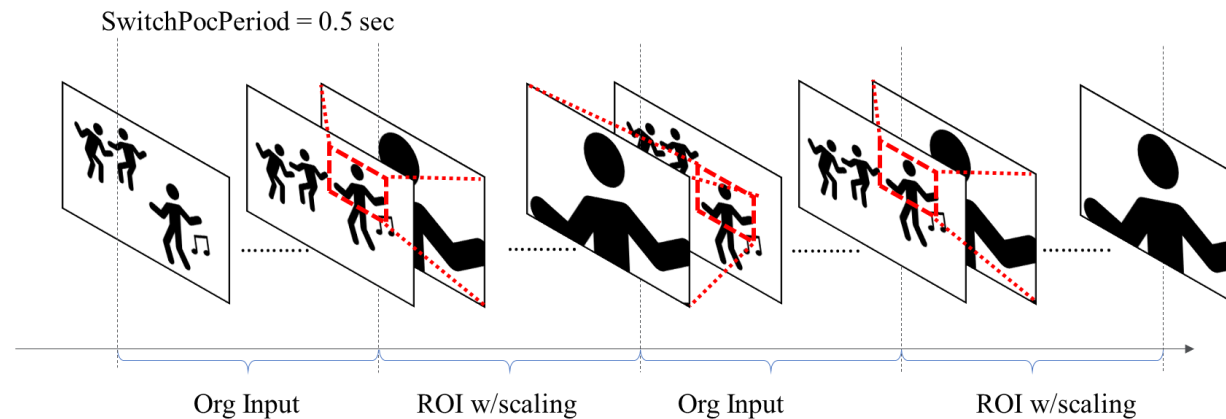 SwitchPocPeriod = 0.5 sec
Org Input
ROI w/scaling
Org Input
ROI w/scaling